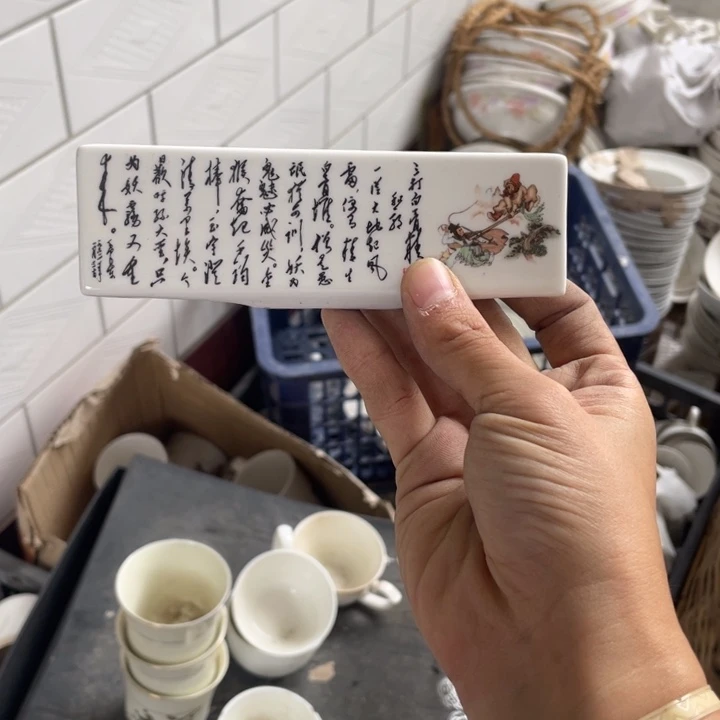 三打白骨精
一从大地起风
雷，便有精生
白骨堆。僧是愚
氓犹可训，妖为
鬼蜮必成灾。金
猴奋起千钧
棒，玉宇澄
清万里埃。今
日欢呼孙大圣，只
缘妖雾又重
来。